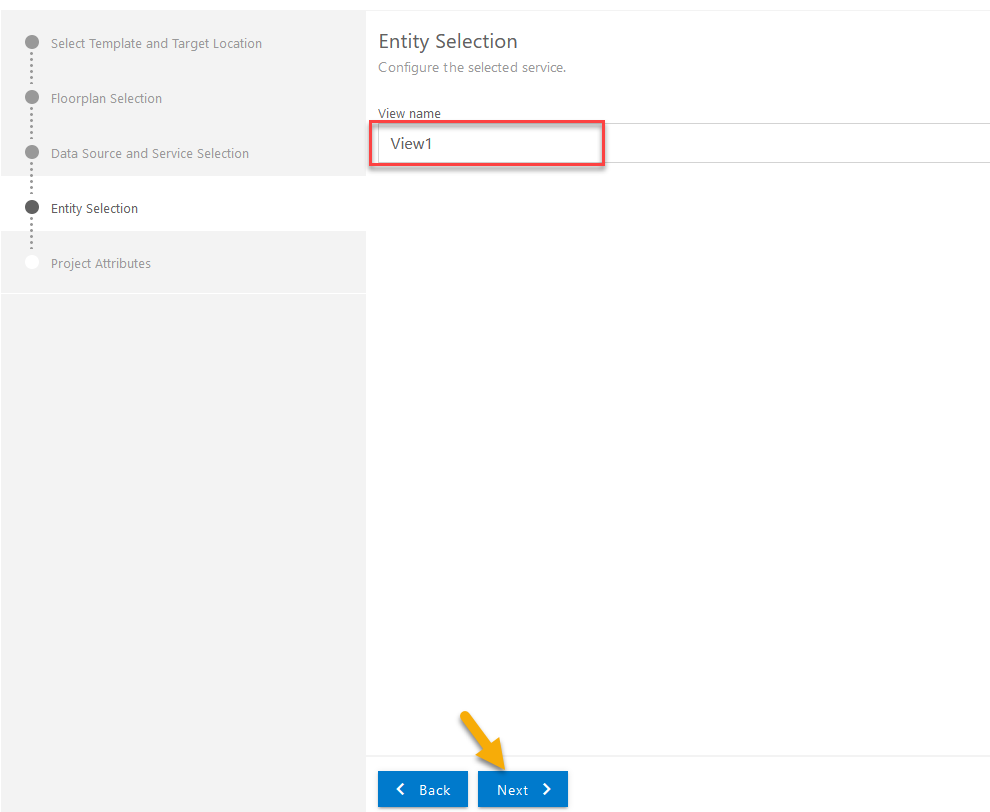 Select Template and Target Location
Floorplan Selection
Data Source and Service Selection
Entity Selection
Project Attributes
Entity Selection
Configure the selected service.
View name
View1
Back
Next